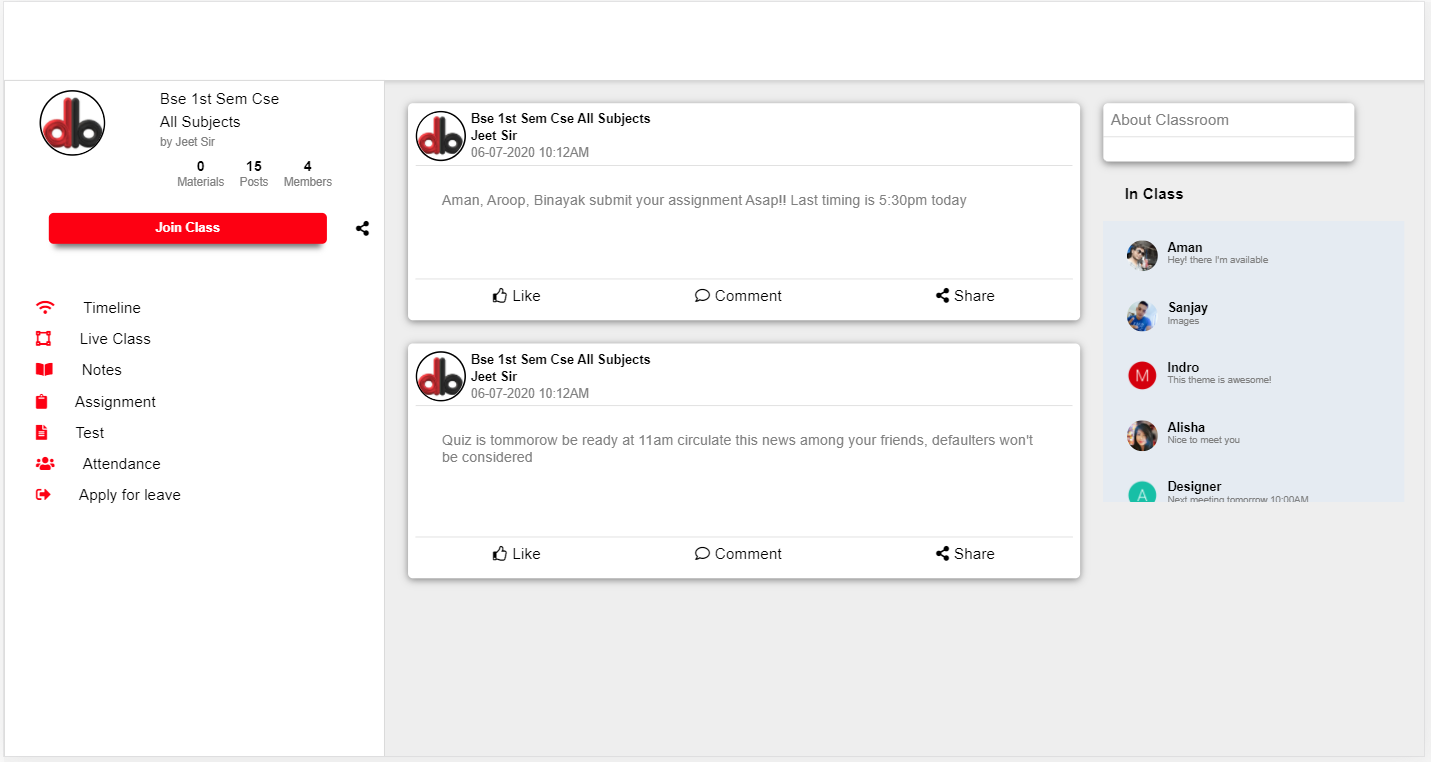 Bse 1st Sem Cse
All Subjects
by Jeet Sir
0 15 4
Materials Posts Members
Join Class
Timeline
Live Class
Notes
Assignment
Test
Attendance
Apply for leave
Bse 1st Sem Cse All Subjects
Jeet Sir
06-07-2020 10:12AM
Aman, Aroop, Binayak submit your assignment Asap!! Last timing is 5:30pm today
Like Comment Share
Bse 1st Sem Cse All Subjects
Jeet Sir
06-07-2020 10:12AM
Quiz is tommorow be ready at 11am circulate this news among your friends, defaulters won't
be considered
Like Comment Share
About Classroom
In Class
Aman
Hey! there I'm available
Sanjay
Images
M
Indro
This theme is awesome!
Alisha
Nice to meet you
A
Designer
Next meeting tomorrow 10:00AM